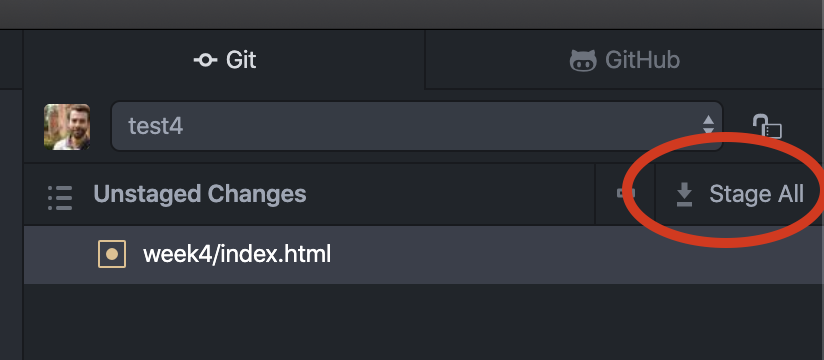 Git
GitHub
test4
Unstaged Changes
Stage All
week4/index.html